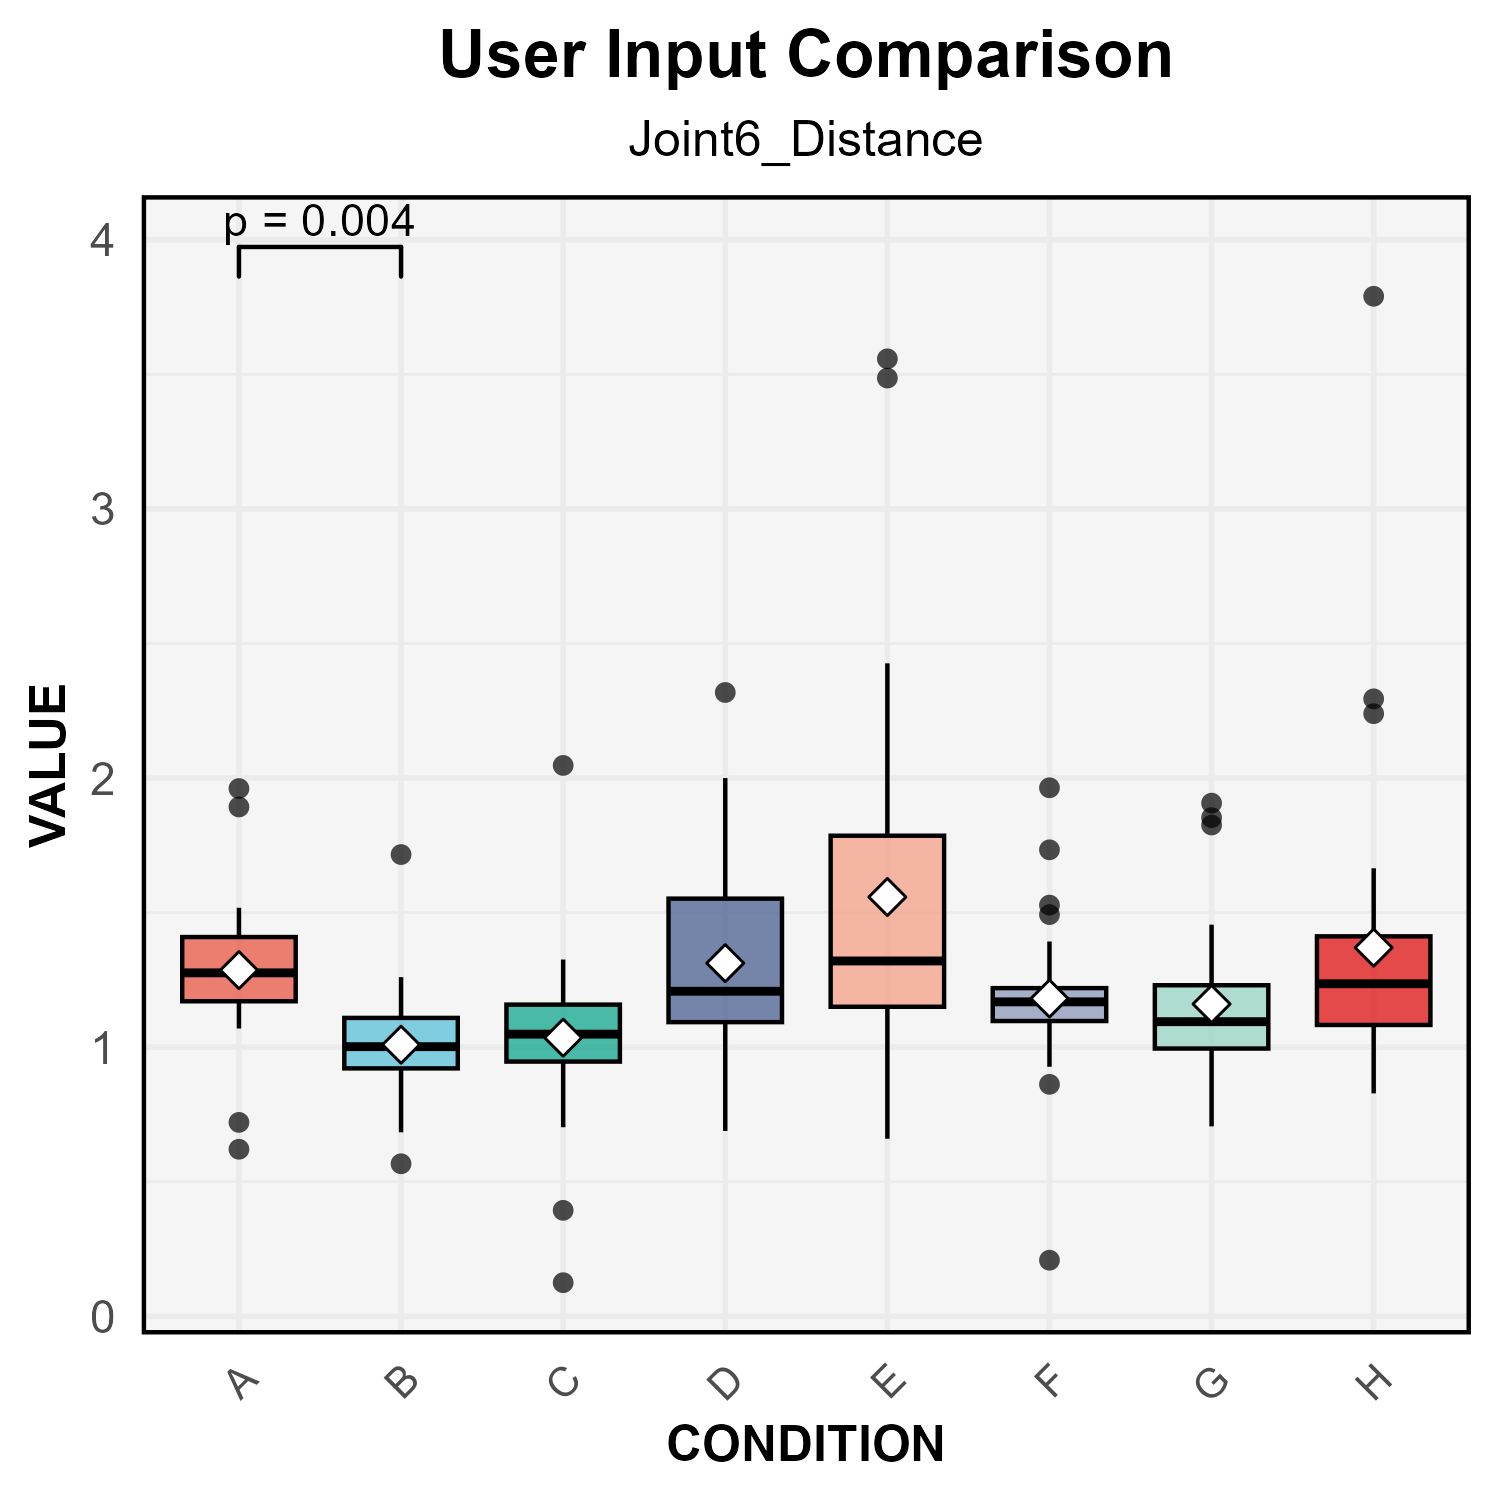 User Input Comparison
Joint6_Distance
p = 0.004
4
3
2
1
0
VALUE
A B C D E F G H
CONDITION